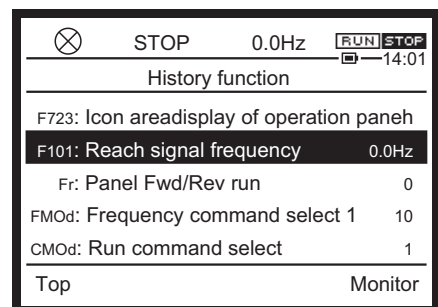 STOP 0.0Hz RUN STOP
14:01
History function
F723: Icon areadisplay of operation paneh
F101: Reach signal frequency 0.0Hz
Fr: Panel Fwd/Rev run 0
FMOd: Frequency command select 1 10
CMOd: Run command select 1
Top Monitor